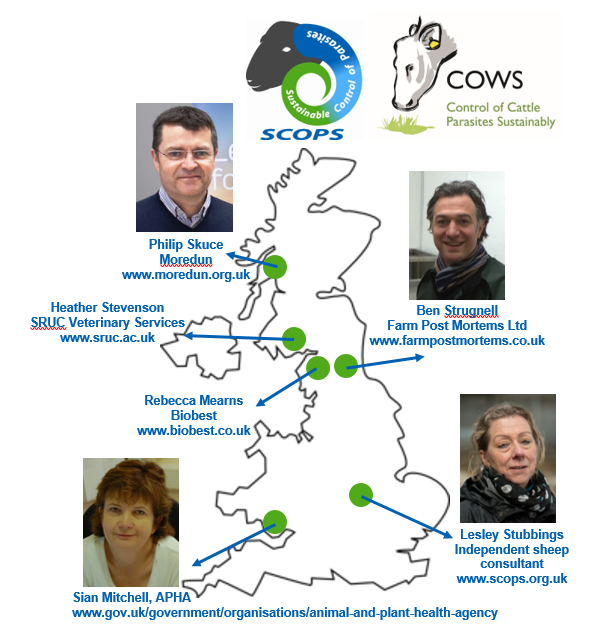 Sustainable Control of Parasites
SCOPS
COWS
Control of Cattle
Parasites Sustainably
Philip Skuce
Moredun
www.moredun.org.uk
Ben Strugnell
Farm Post Mortems Ltd
www.farmpostmortems.co.uk
Heather Stevenson
SRUC Veterinary Services
www.sruc.ac.uk
Rebecca Mearns
Biobest
www.biobest.co.uk
Lesley Stubbings
Independent sheep
consultant
www.scops.org.uk
Sian Mitchell, APHA
www.gov.uk/government/organisations/animal-and-plant-health-agency